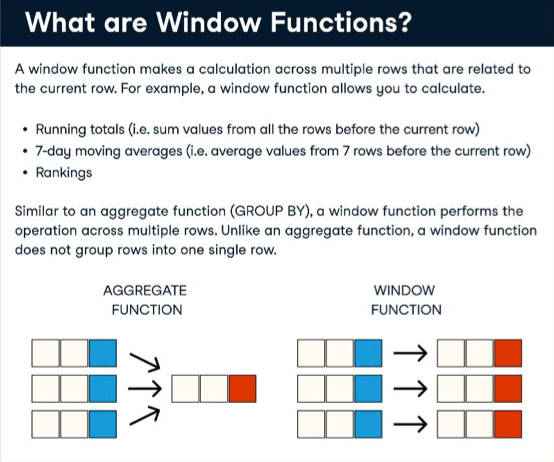 What are Window Functions?
A window function makes a calculation across multiple rows that are related to
the current row. For example, a window function allows you to calculate.
• Running totals (i.e. sum values from all the rows before the current row)
• 7-day moving averages (i.e. average values from 7 rows before the current row)
• Rankings
Similar to an aggregate function (GROUP BY), a window function performs the
operation across multiple rows. Unlike an aggregate function, a window function
does not group rows into one single row.
AGGREGATE
FUNCTION
WINDOW
FUNCTION